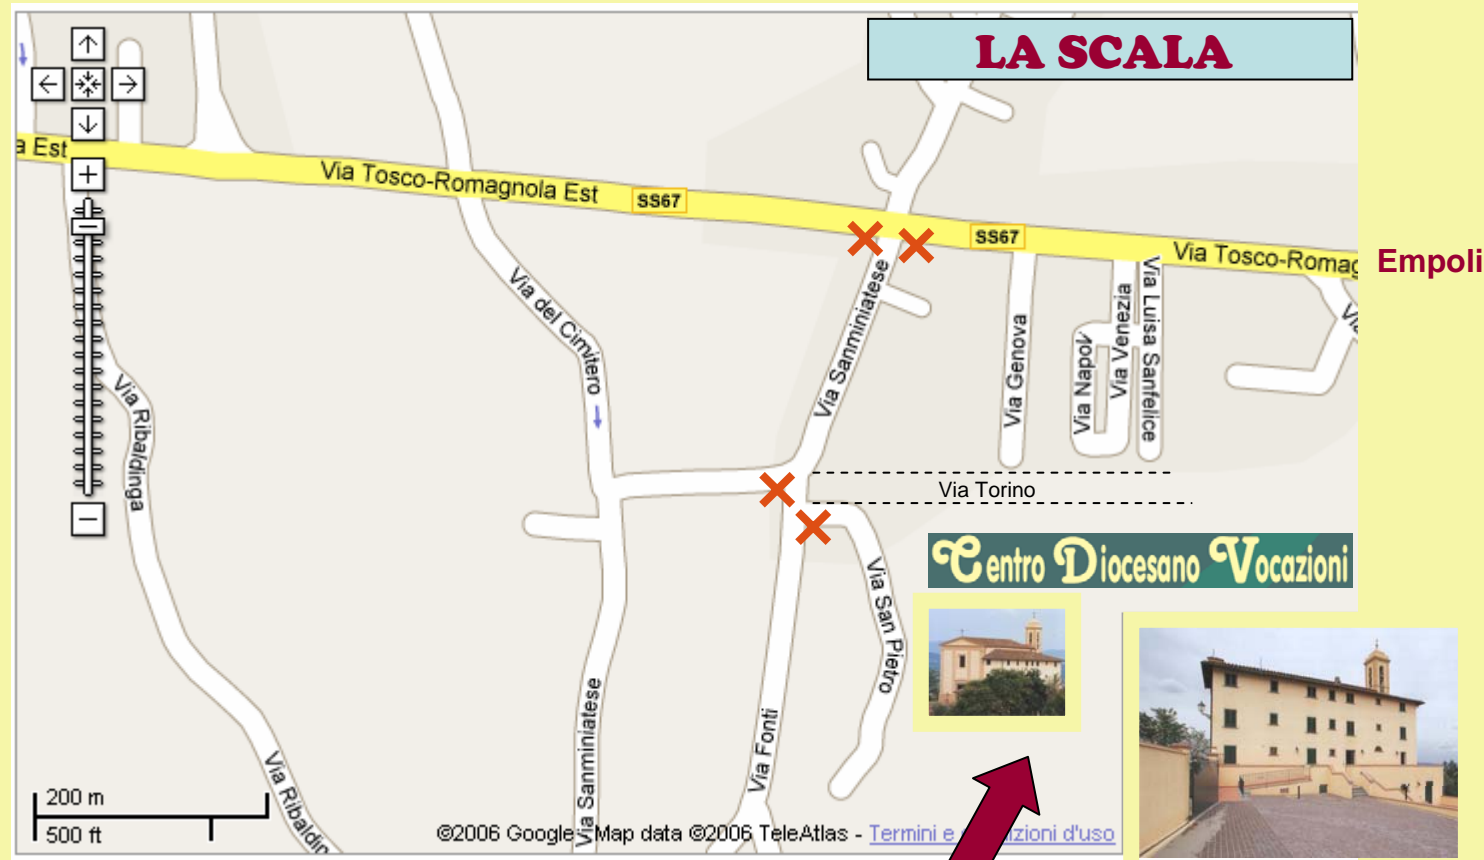 LA SCALA
a Est
Via Tosco-Romagnola Est
SS67
SS67
Via Tosco-Romag
Empoli
Via del Cimitero
Via Sanminiatese
Via Genova
Via Napol
Via Venezia
Via Luisa Sanfelice
Via
Via Ribaldinga
Via Torino
Centro Diocesano Vocazioni
Via San Pietro
Via Sanminiatese
Via Fonti
Via Ribaldin
200 m
500 ft
©2006 Google - Map data ©2006 TeleAtlas - Termini e izioni d'uso